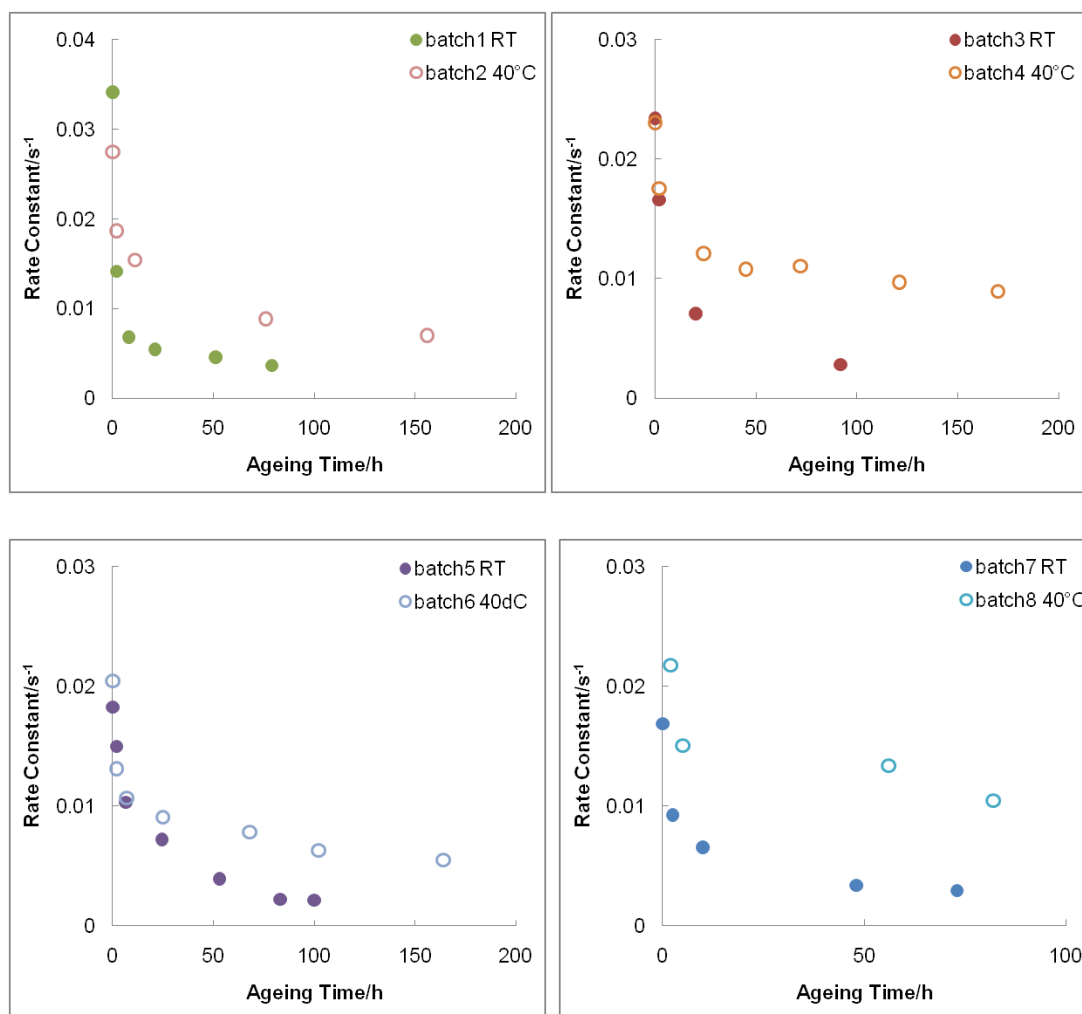 0.04
0.03
0.02
0.01
0
0
50
100
150
200
Rate Constant/s⁻¹
Ageing Time/h
batch1 RT
batch2 40°C
0.03
0.02
0.01
0
0
50
100
150
200
Rate Constant/s⁻¹
Ageing Time/h
batch3 RT
batch4 40°C
0.03
0.02
0.01
0
0
50
100
150
200
Rate Constant/s⁻¹
Ageing Time/h
batch5 RT
batch6 40dC
0.03
0.02
0.01
0
0
50
100
Rate Constant/s⁻¹
Ageing Time/h
batch7 RT
batch8 40°C